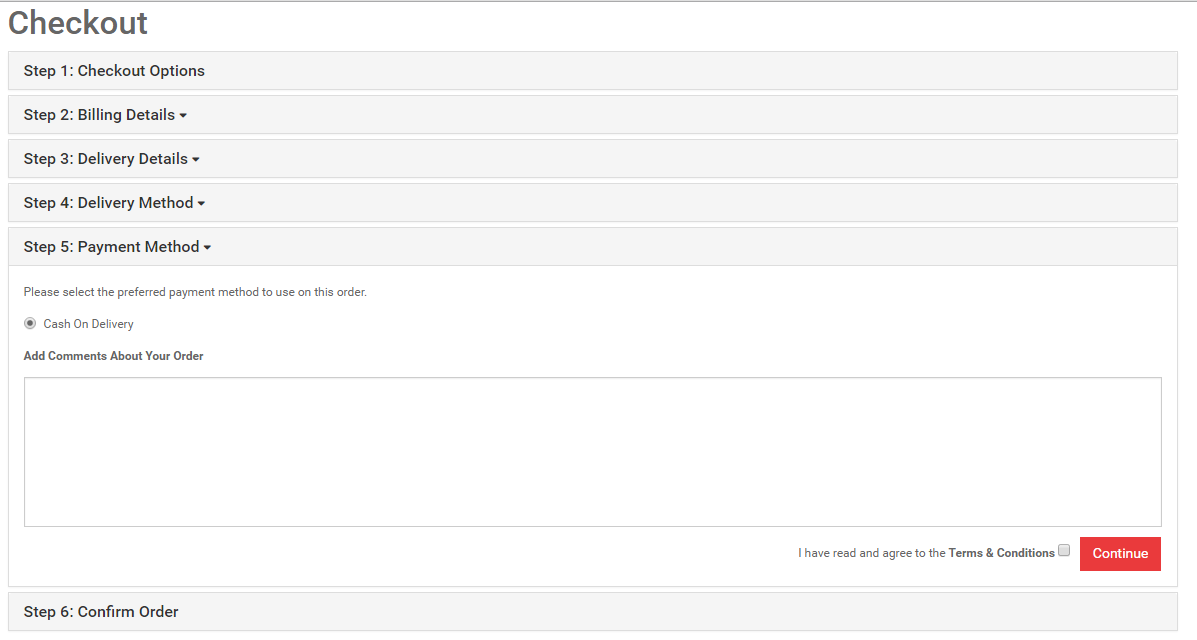 Checkout
Step 1: Checkout Options
Step 2: Billing Details
Step 3: Delivery Details
Step 4: Delivery Method
Step 5: Payment Method
Please select the preferred payment method to use on this order.
Cash On Delivery
Add Comments About Your Order
I have read and agree to the Terms & Conditions
Continue
Step 6: Confirm Order